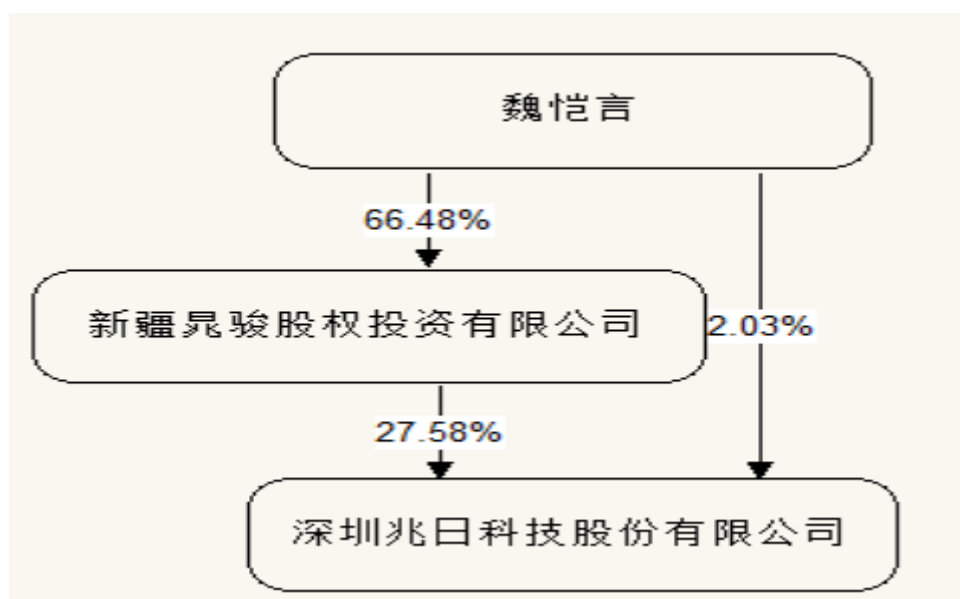 魏恺言
66.48%
新疆晁骏股权投资有限公司
2.03%
27.58%
深圳兆日科技股份有限公司